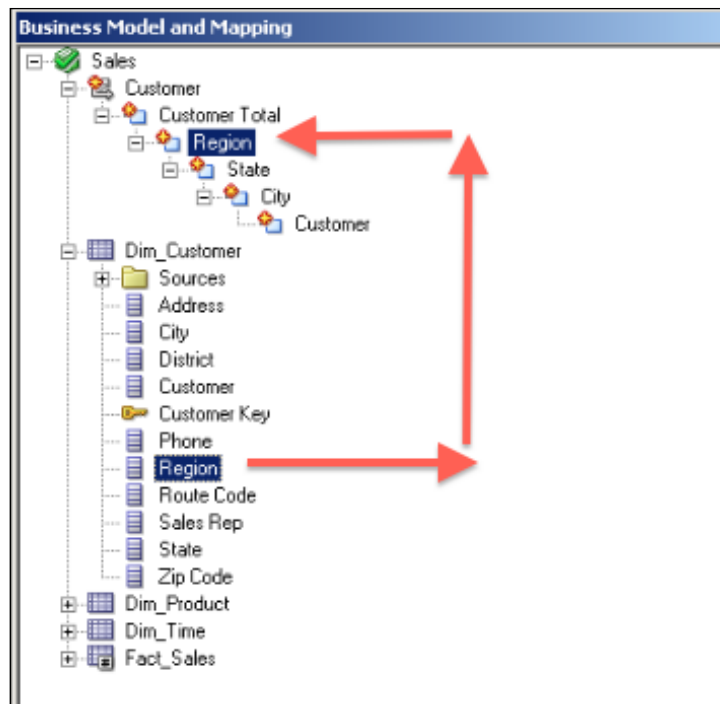 Business Model and Mapping
Sales
Customer
Customer Total
Region
State
City
Customer
Dim_Customer
Sources
Address
City
District
Customer
Customer Key
Phone
Region
Route Code
Sales Rep
State
Zip Code
Dim_Product
Dim_Time
Fact_Sales